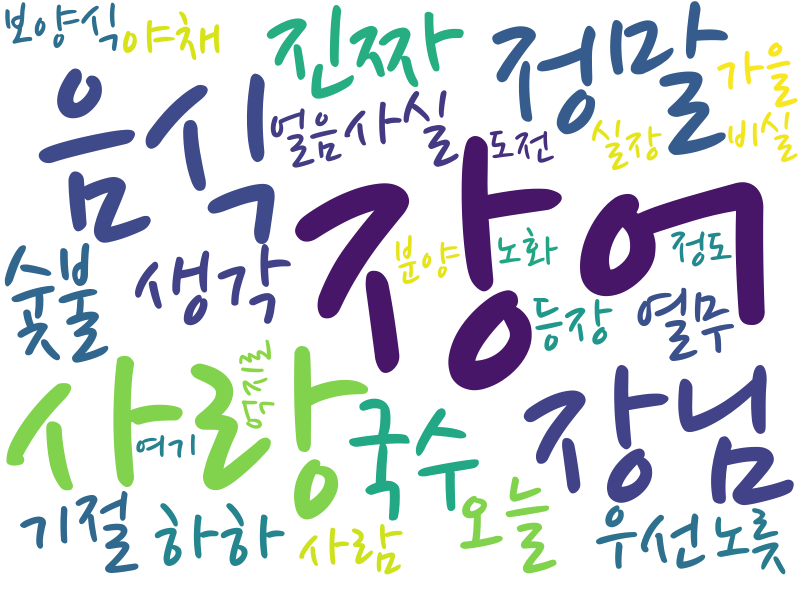 보양식 야채 진짜 정말 가을
음식 얼음 사실 도전 실장 비실
장어
숯불 생각 분양 노화 정도
등장 열무
사랑 억지로 여기 국수 장님
기절 하하 사람 오늘 우선 노릇